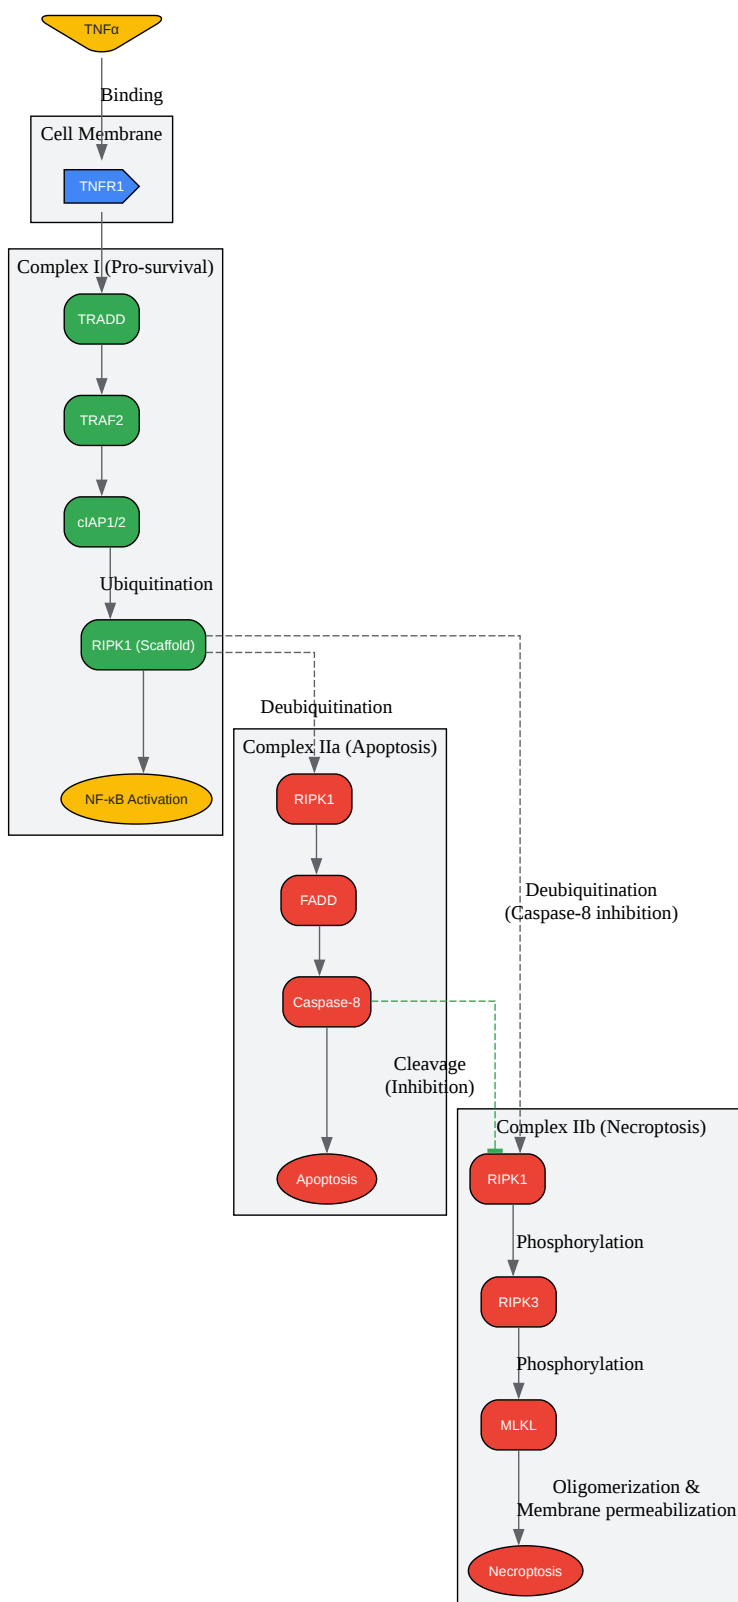 TNFα
Binding
Cell Membrane
TNFR1
Complex I (Pro-survival)
TRADD
TRAF2
cIAP1/2
Ubiquitination
RIPK1 (Scaffold)
NF-κB Activation
Deubiquitination
Complex IIa (Apoptosis)
RIPK1
FADD
Caspase-8
Apoptosis
Deubiquitination
(Caspase-8 inhibition)
Cleavage
(Inhibition)
Complex IIb (Necroptosis)
RIPK1
Phosphorylation
RIPK3
Phosphorylation
MLKL
Oligomerization &
Membrane permeabilization
Necroptosis